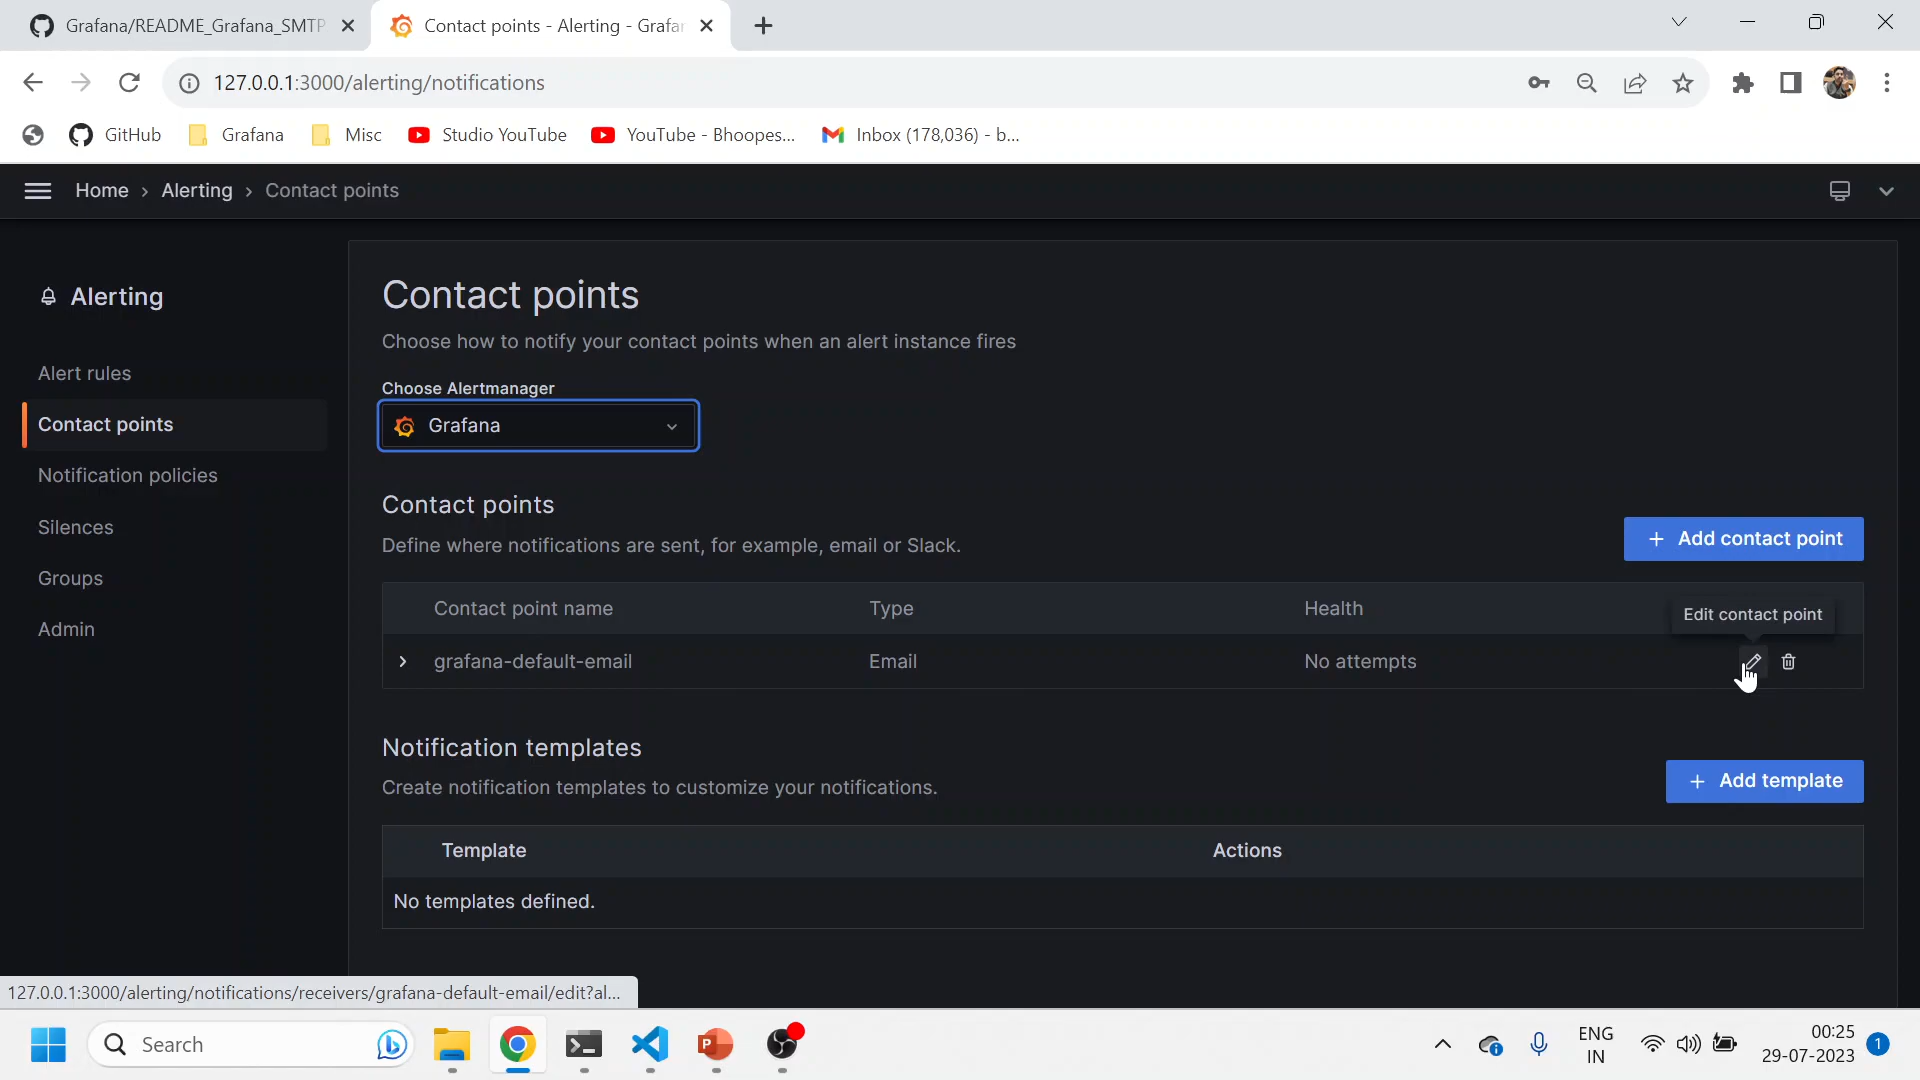 Grafana/README_Grafana_SMTP
Contact points - Alerting - Grafa
127.0.0.1:3000/alerting/notifications
GitHub
Grafana
Misc
Studio YouTube
YouTube - Bhoopes...
Inbox (178,036) - b...
Home › Alerting › Contact points
Alerting
Alert rules
Contact points
Notification policies
Silences
Groups
Admin
Contact points
Choose how to notify your contact points when an alert instance fires
Choose Alertmanager
Grafana
Contact points
Define where notifications are sent, for example, email or Slack.
+ Add contact point
Contact point name Type Health
Edit contact point
grafana-default-email Email No attempts
Notification templates
Create notification templates to customize your notifications.
+ Add template
Template Actions
No templates defined.
127.0.0.1:3000/alerting/notifications/receivers/grafana-default-email/edit?al...
Search
ENG
IN
00:25
29-07-2023
1